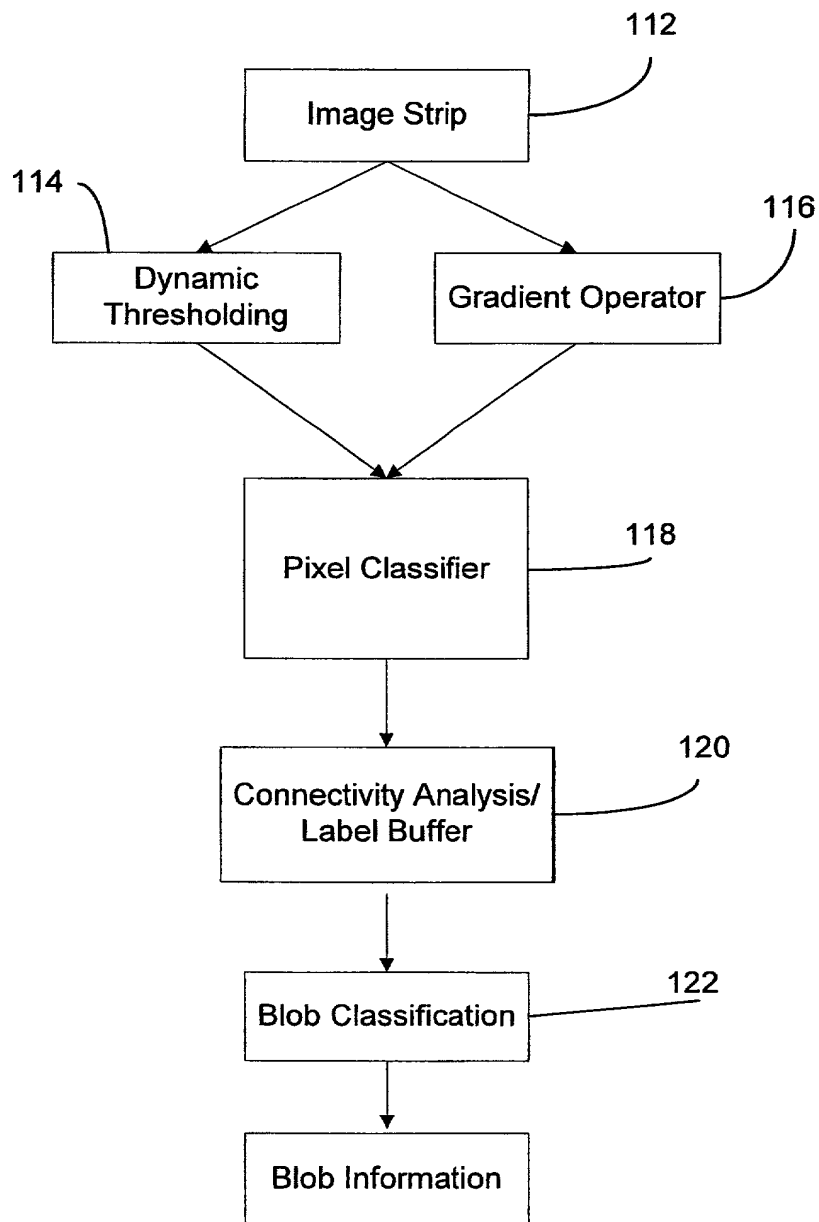 112
Image Strip
114
116
Dynamic
Thresholding
Gradient Operator
Pixel Classifier
118
120
Connectivity Analysis/
Label Buffer
Blob Classification
122
Blob Information